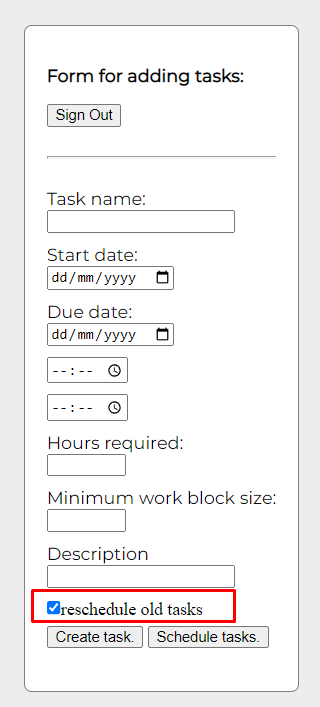 Form for adding tasks:
Sign Out
Task name:
Start date:
dd/mm/yyyy
Due date:
dd/mm/yyyy
--:--
--:--
Hours required:
Minimum work block size:
Description
reschedule old tasks
Create task. Schedule tasks.